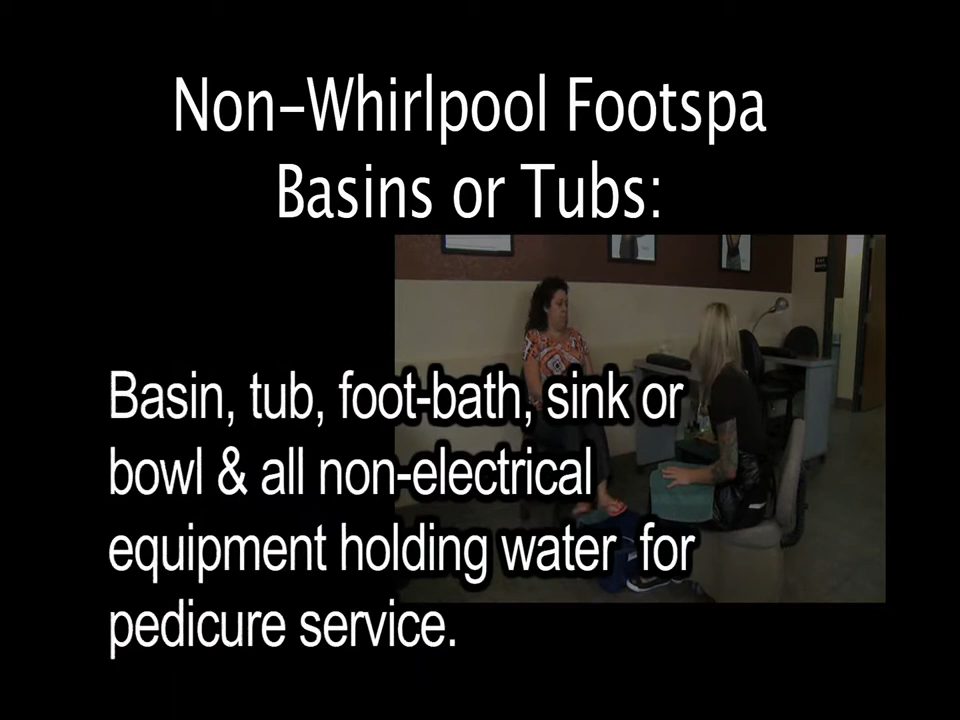 Non-Whirlpool Footspa
Basins or Tubs:
Basin, tub, foot-bath, sink or
bowl & all non-electrical
equipment holding water for
pedicure service.